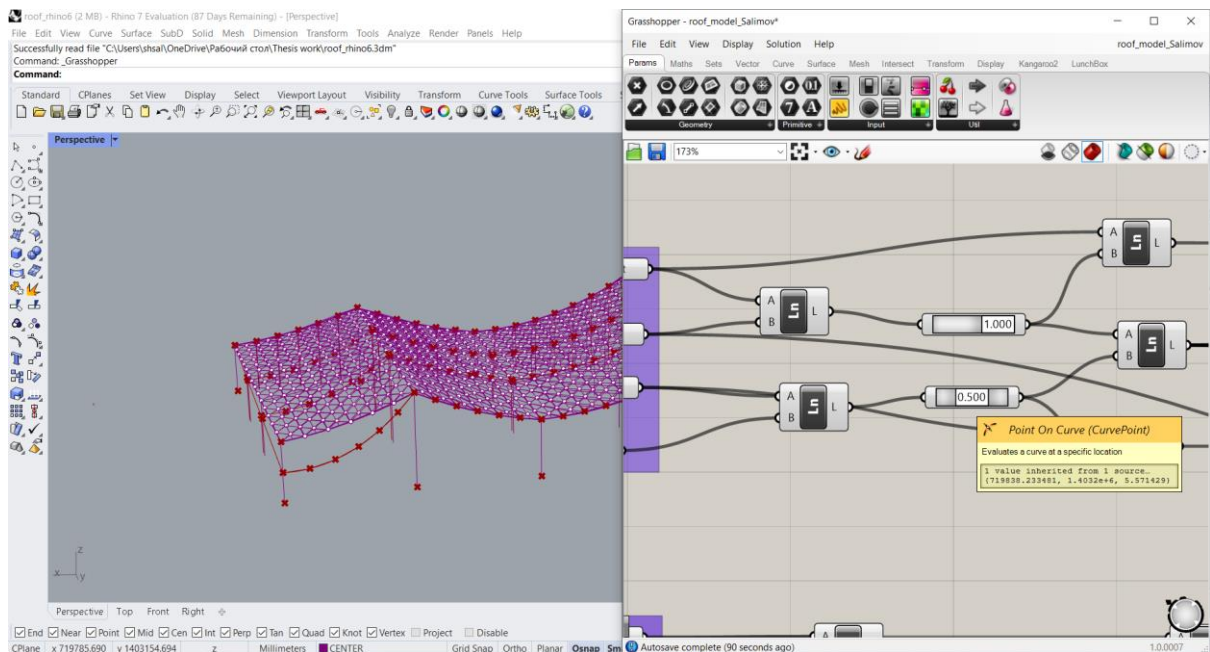 roof_rhino6 (2 MB) - Rhino 7 Evaluation (87 Days Remaining) - [Perspective]
File Edit View Curve Surface SubD Solid Mesh Dimension Transform Tools Analyze Render Panels Help
Successfully read file "C:\Users\shsal\OneDrive\Рабочий стол\Thesis work\roof_rhino6.3dm"
Command: _Grasshopper
Command:
Standard CPlanes Set View Display Select Viewport Layout Visibility Transform Curve Tools Surface Tools
Perspective
z
x
y
Perspective Top Front Right
End Near Point Mid Cen Int Perp Tan Quad Knot Vertex Project Disable
CPlane x 719785.690 y 1403154.694 z Millimeters CENTER Grid Snap Ortho Planar Osnap Sm
Grasshopper - roof_model_Salimov*
File Edit View Display Solution Help roof_model_Salimov
Params Maths Sets Vector Curve Surface Mesh Intersect Transform Display Kangaroo2 LunchBox
Geometry Primitive Input Util
173%
A B Ln L
A B Ln L
1.000
A B Ln L
A B Ln L
0.500
Point On Curve (CurvePoint)
Evaluates a curve at a specific location
1 value inherited from 1 source…
(719838.233481, 1.4032e+6, 5.571429)
A
Autosave complete (90 seconds ago) 1.0.0007